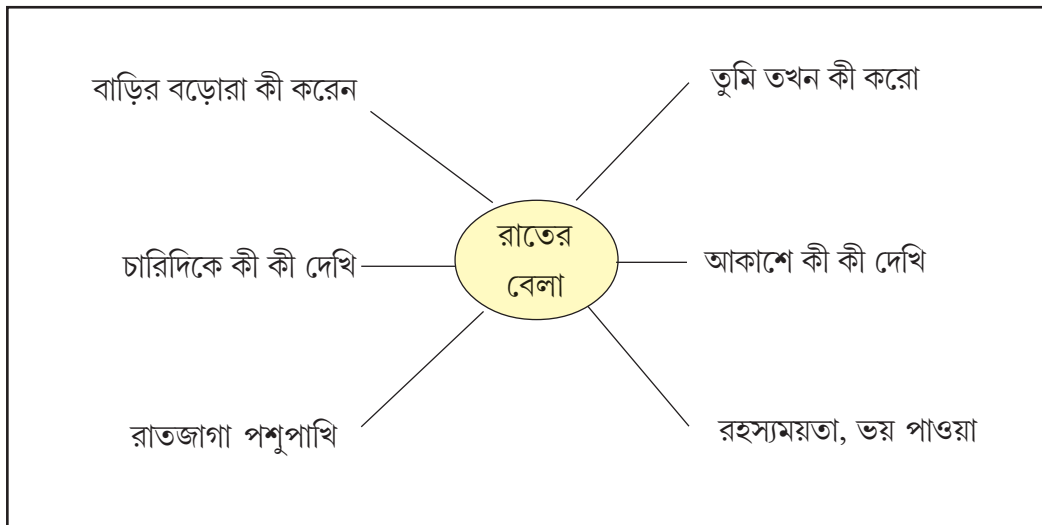 বাড়ির বড়োরা কী করেন
তুমি তখন কী করো
রাতের
বেলা
চারিদিকে কী কী দেখি
আকাশে কী কী দেখি
রাতজাগা পশুপাখি
রহস্যময়তা, ভয় পাওয়া